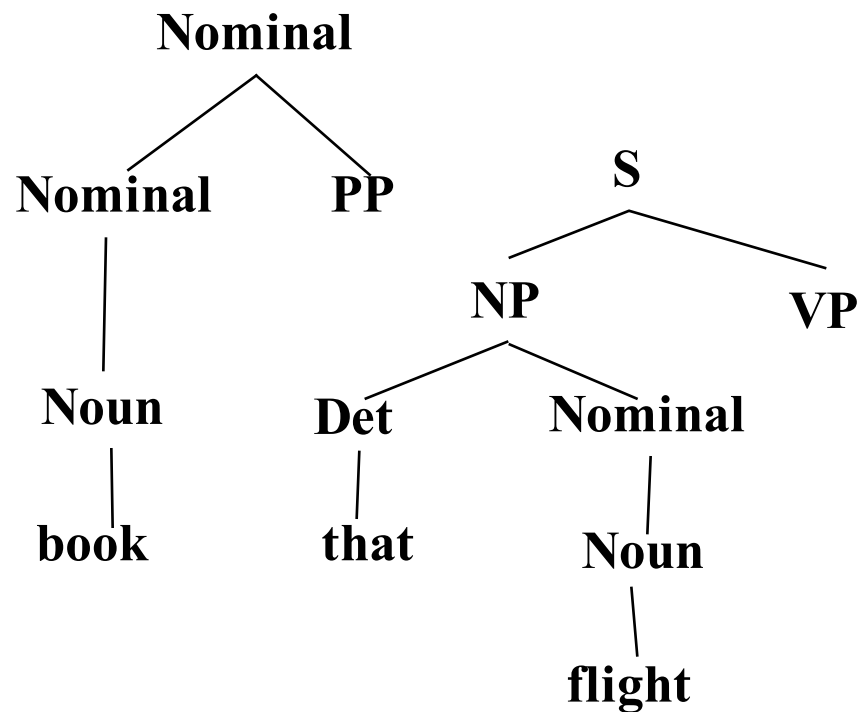 Nominal
S
Nominal PP
NP VP
Noun Det Nominal
book that Noun
flight